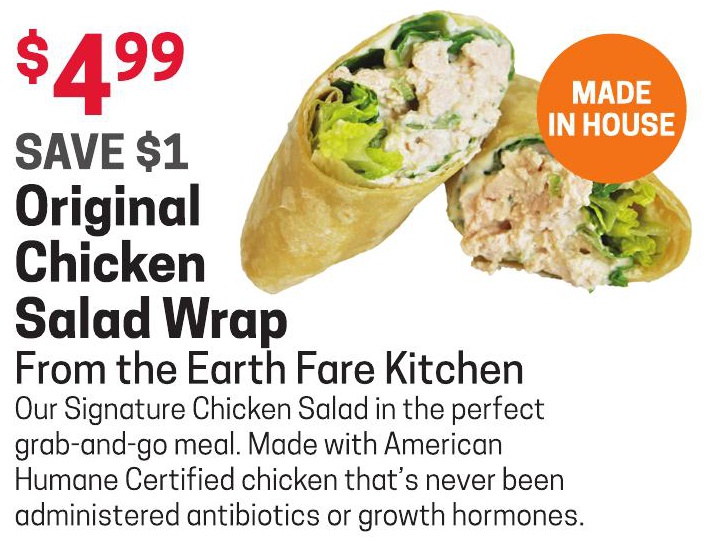 $4.99
SAVE $1
Original
Chicken
Salad Wrap
From the Earth Fare Kitchen
Our Signature Chicken Salad in the perfect
grab-and-go meal. Made with American
Humane Certified chicken that's never been
administered antibiotics or growth hormones.
MADE
IN HOUSE